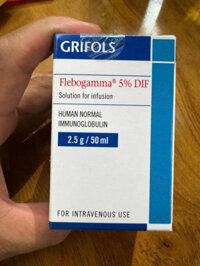 GRIFOLS
Flebogamma® 5% DIF
Solution for infusion
HUMAN NORMAL
IMMUNOGLOBULIN
2.5 g / 50 ml
FOR INTRAVENOUS USE